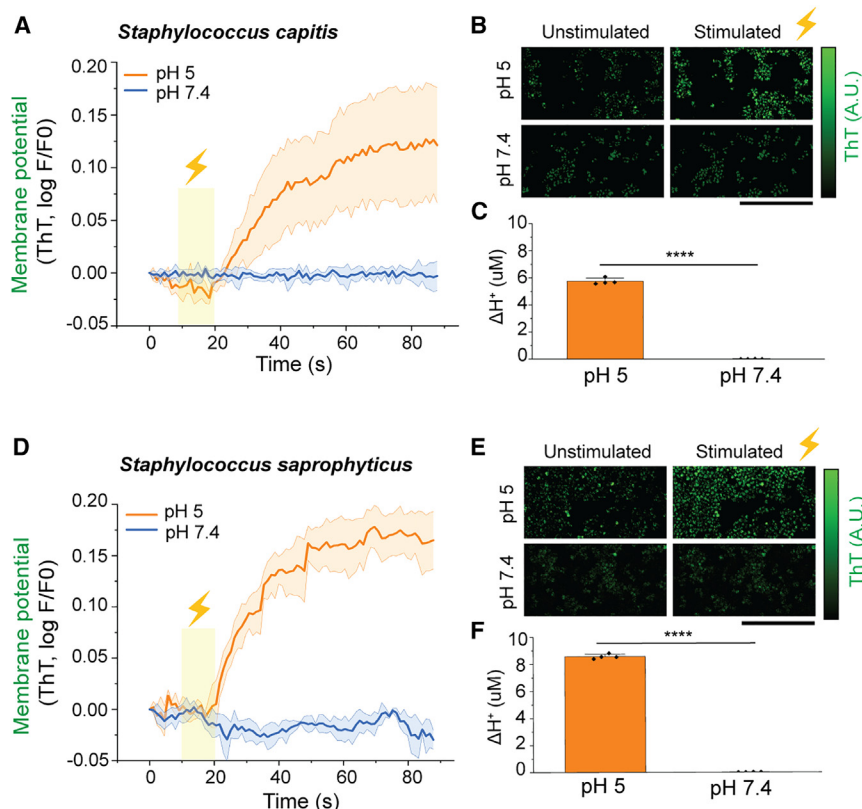 A
Staphylococcus capitis
Membrane potential
(ThT, log F/F0)
0.20
0.15
0.10
0.05
0.00
-0.05
pH 5
pH 7.4
0 20 40 60 80
Time (s)
B
Unstimulated Stimulated
pH 5
pH 7.4
ThT (A.U.)
C
ΔH⁺ (uM)
10
8
6
4
2
0
****
pH 5 pH 7.4
D
Staphylococcus saprophyticus
Membrane potential
(ThT, log F/F0)
0.20
0.15
0.10
0.05
0.00
-0.05
pH 5
pH 7.4
0 20 40 60 80
Time (s)
E
Unstimulated Stimulated
pH 5
pH 7.4
ThT (A.U.)
F
ΔH⁺ (uM)
10
8
6
4
2
0
****
pH 5 pH 7.4